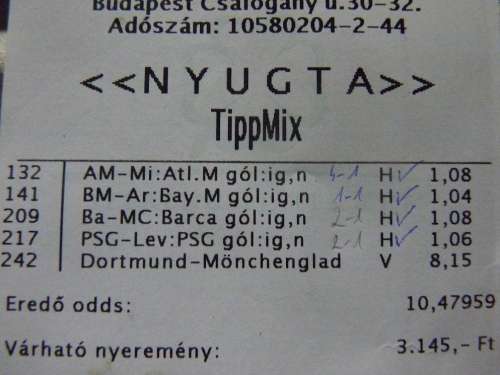 Budapest Csalogány u.30-32.
Adószám: 10580204-2-44
<<NYUGTA>>
TippMix
132 AM-Mi:Atl.M gól:ig,n 4-1 H✓ 1,08
141 BM-Ar:Bay.M gól:ig,n 1-1 H✓ 1,04
209 Ba-MC:Barca gól:ig,n 2-1 H✓ 1,08
217 PSG-Lev:PSG gól:ig,n 2-1 H✓ 1,06
242 Dortmund-Mönchenglad V 8,15
Eredő odds: 10,47959
Várható nyeremény: 3.145,- Ft